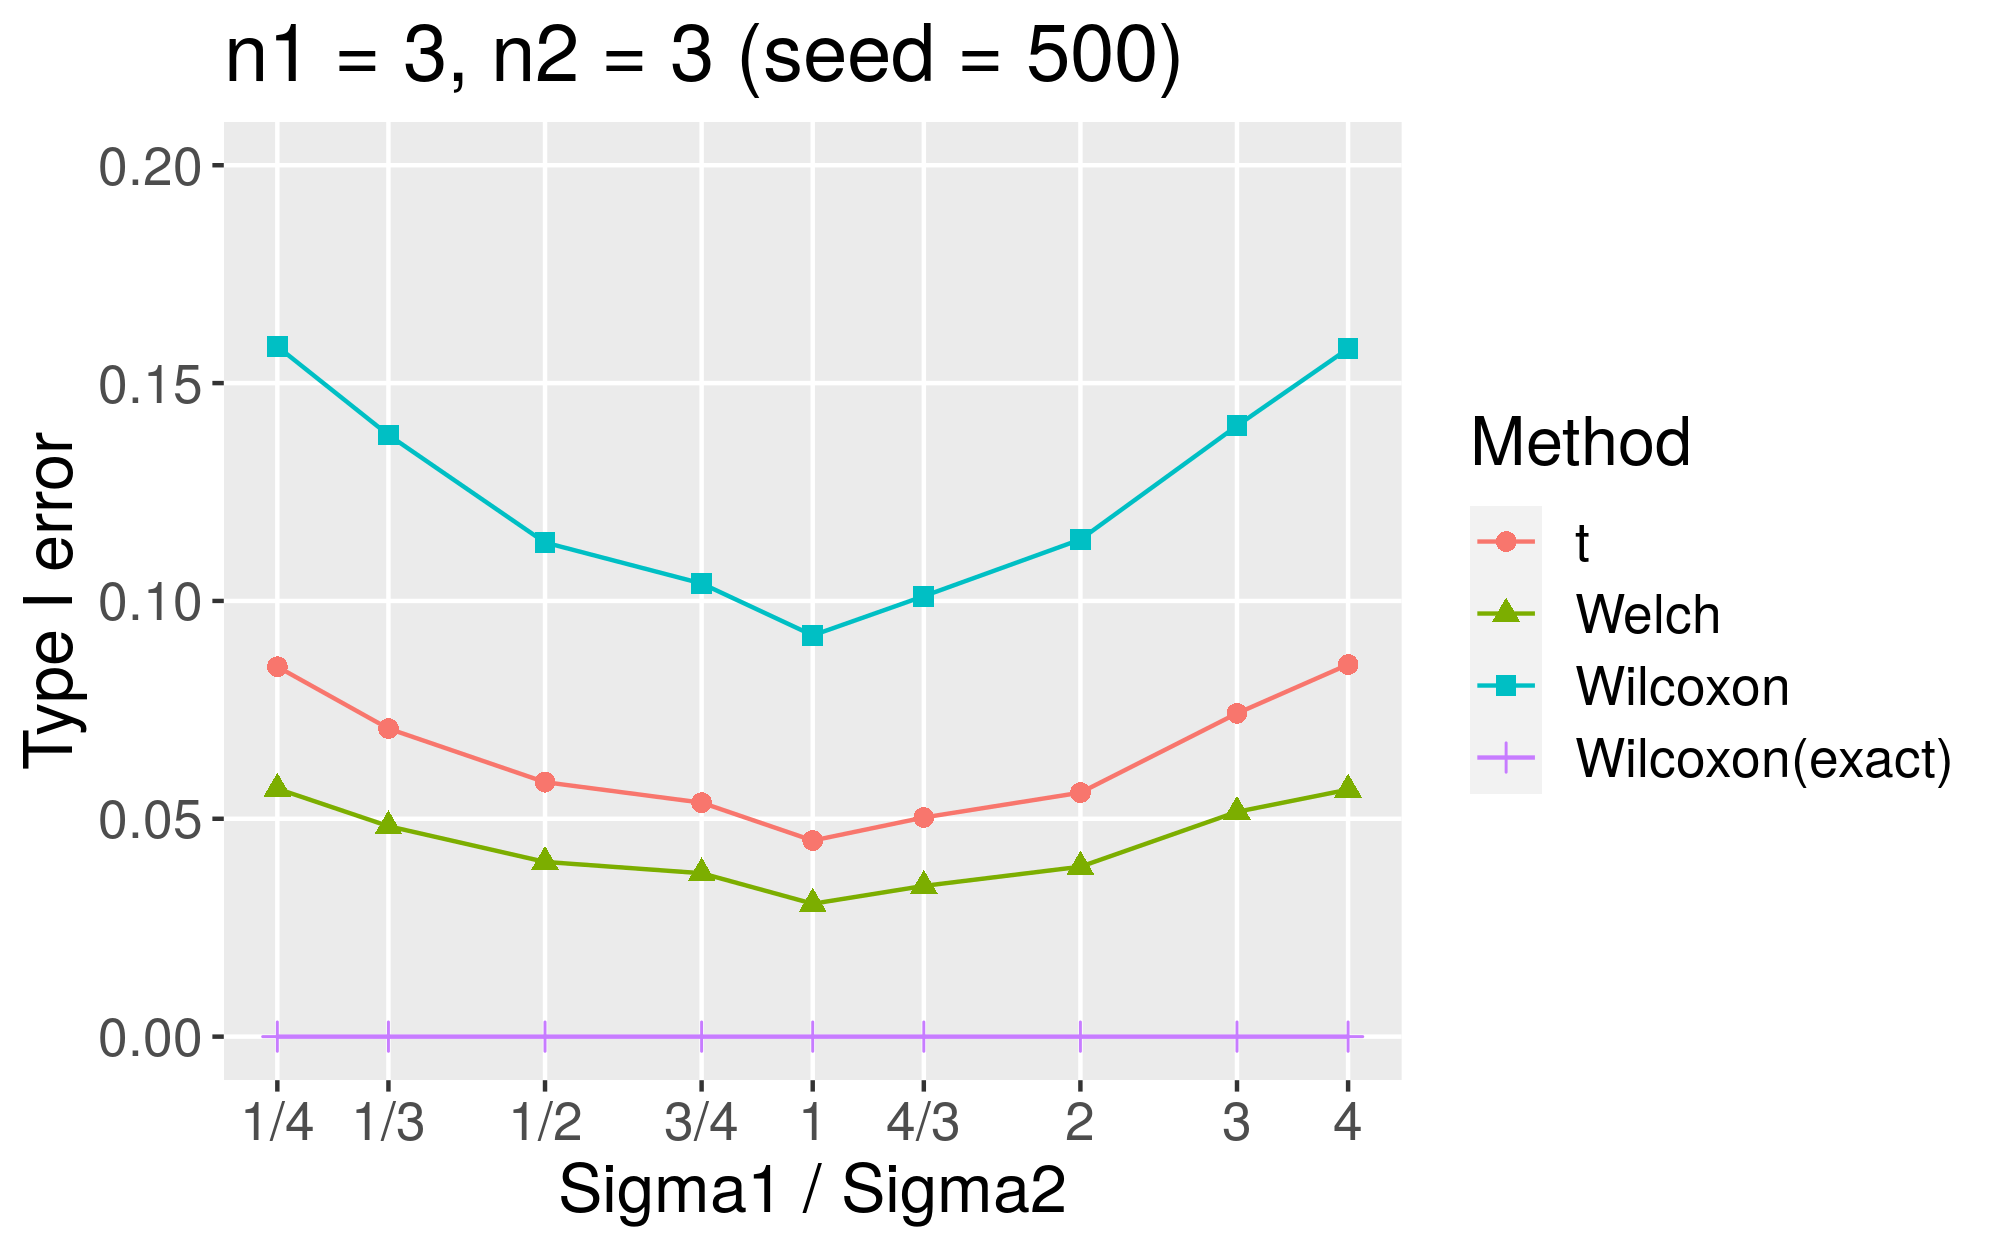 n1 = 3, n2 = 3 (seed = 500)
0.20
0.15
0.10
0.05
0.00
Type I error
1/4 1/3 1/2 3/4 1 4/3 2 3 4
Sigma1 / Sigma2
Method
t
Welch
Wilcoxon
Wilcoxon(exact)